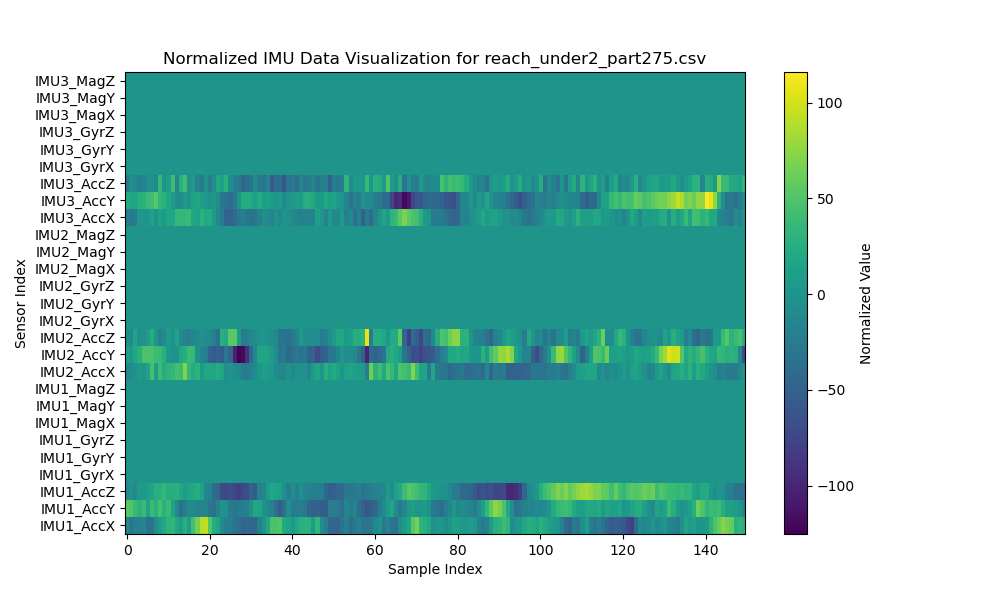 Normalized IMU Data Visualization for reach_under2_part275.csv
IMU3_MagZ
IMU3_MagY
IMU3_MagX
IMU3_GyrZ
IMU3_GyrY
IMU3_GyrX
IMU3_AccZ
IMU3_AccY
IMU3_AccX
IMU2_MagZ
IMU2_MagY
IMU2_MagX
IMU2_GyrZ
IMU2_GyrY
IMU2_GyrX
IMU2_AccZ
IMU2_AccY
IMU2_AccX
IMU1_MagZ
IMU1_MagY
IMU1_MagX
IMU1_GyrZ
IMU1_GyrY
IMU1_GyrX
IMU1_AccZ
IMU1_AccY
IMU1_AccX
Sensor Index
0 20 40 60 80 100 120 140
Sample Index
100
50
0
−50
−100
Normalized Value